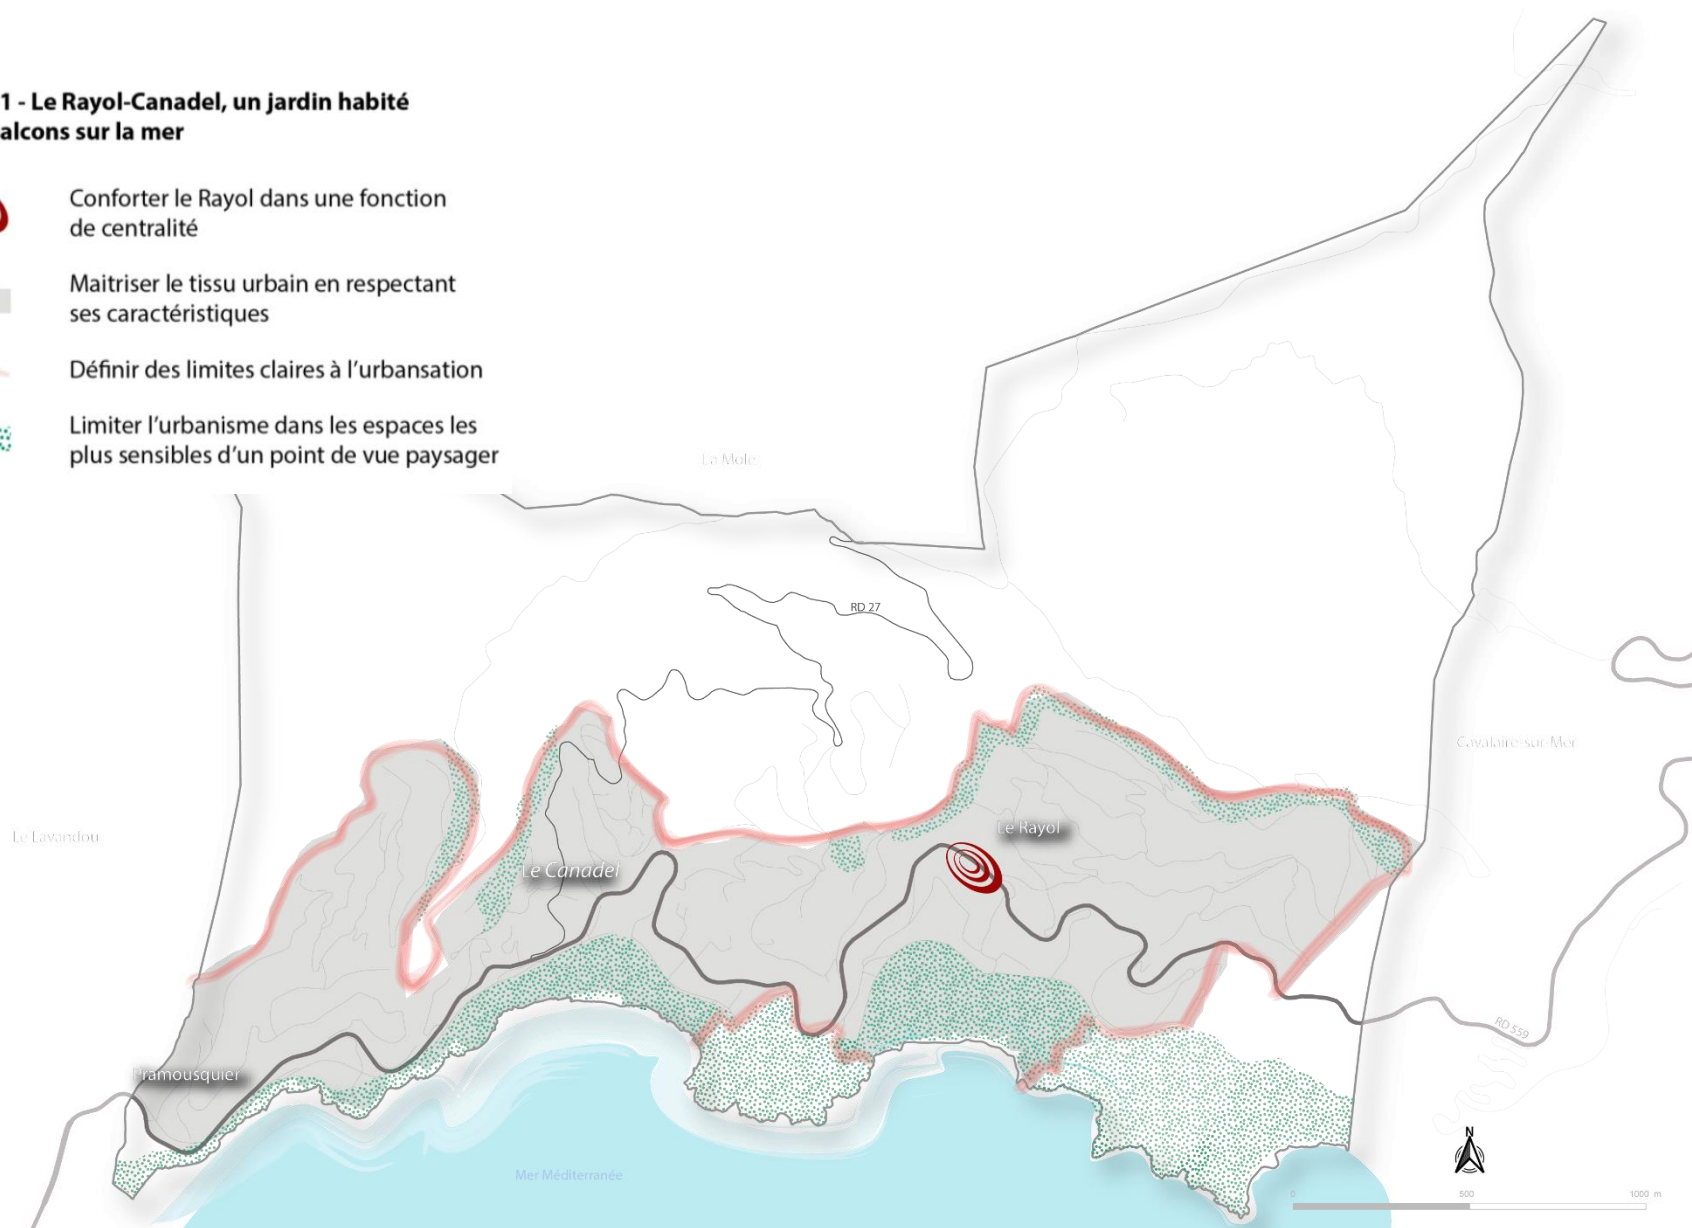 1 - Le Rayol-Canadel, un jardin habité
alcons sur la mer
Conforter le Rayol dans une fonction
de centralité
Maitriser le tissu urbain en respectant
ses caractéristiques
Définir des limites claires à l'urbansation
Limiter l'urbanisme dans les espaces les
plus sensibles d'un point de vue paysager
La Mole
RD 27
Cavalaire-sur-Mer
Le Lavandou
Le Rayol
Le Canadel
RD 559
Pramousquier
Mer Méditerranée
N
0 500 1000 m